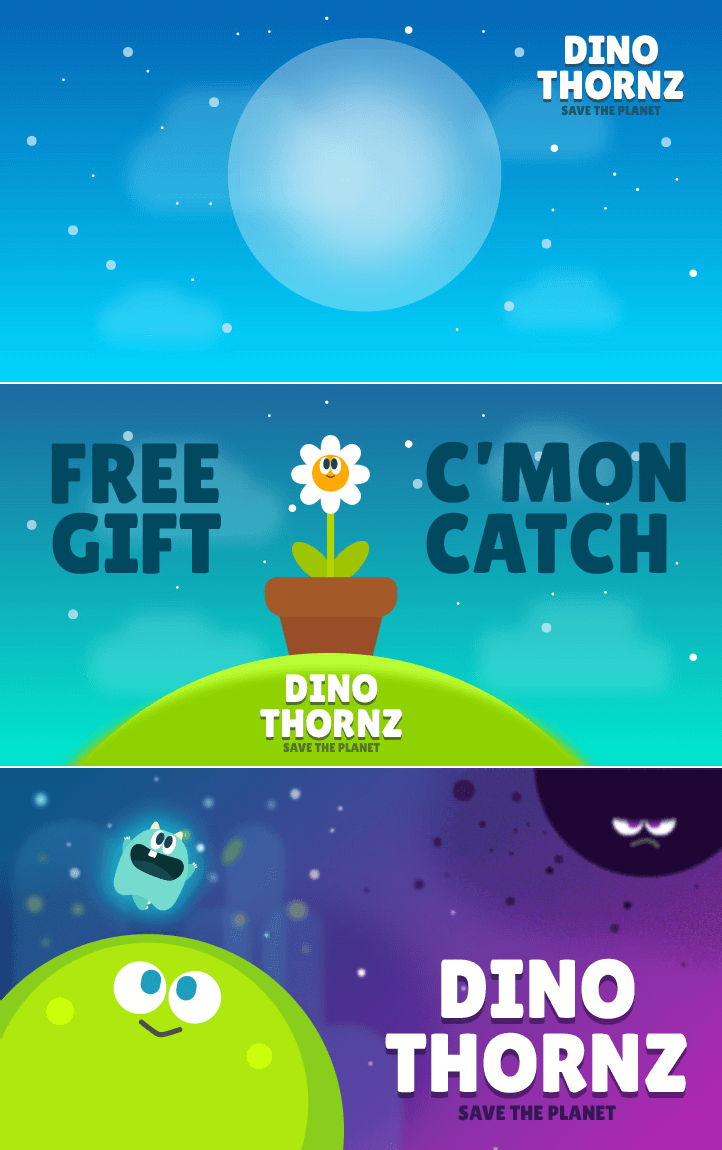 DINO
THORNZ
SAVE THE PLANET
FREE
GIFT
C'MON
CATCH
DINO
THORNZ
SAVE THE PLANET
DINO
THORNZ
SAVE THE PLANET